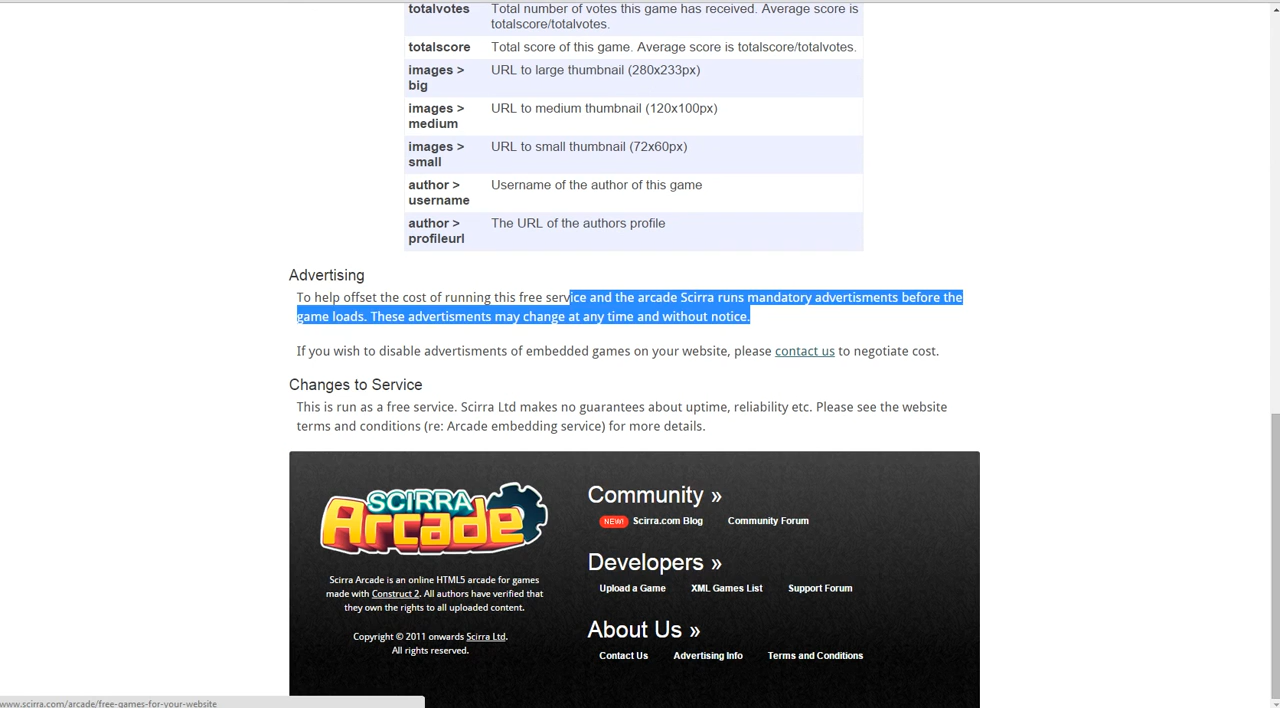 totalvotes Total number of votes this game has received. Average score is
totalscore/totalvotes.
totalscore Total score of this game. Average score is totalscore/totalvotes.
images > URL to large thumbnail (280x233px)
big
images > URL to medium thumbnail (120x100px)
medium
images > URL to small thumbnail (72x60px)
small
author > Username of the author of this game
username
author > The URL of the authors profile
profileurl
Advertising
To help offset the cost of running this free service and the arcade Scirra runs mandatory advertisments before the
game loads. These advertisments may change at any time and without notice.
If you wish to disable advertisments of embedded games on your website, please contact us to negotiate cost.
Changes to Service
This is run as a free service. Scirra Ltd makes no guarantees about uptime, reliability etc. Please see the website
terms and conditions (re: Arcade embedding service) for more details.
SCIRRA
Arcade
Scirra Arcade is an online HTML5 arcade for games
made with Construct 2. All authors have verified that
they own the rights to all uploaded content.
Copyright © 2011 onwards Scirra Ltd.
All rights reserved.
Community »
NEW! Scirra.com Blog Community Forum
Developers »
Upload a Game XML Games List Support Forum
About Us »
Contact Us Advertising Info Terms and Conditions
www.scirra.com/arcade/free-games-for-your-website